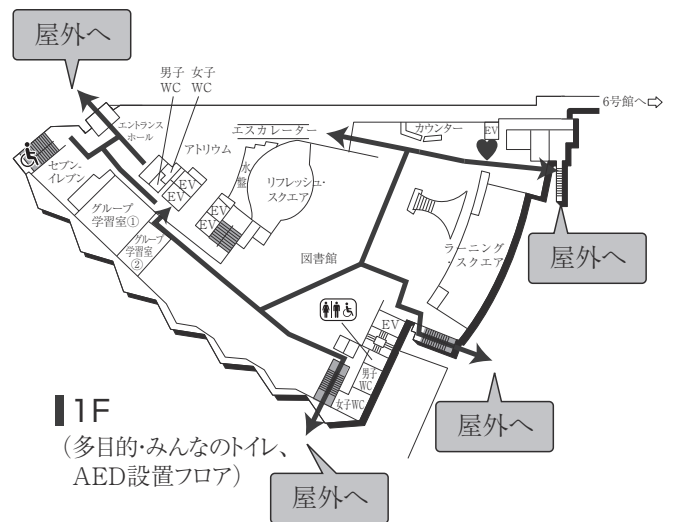 屋外へ
男子 女子
WC WC
6号館へ⇨
エントランス
ホール
エスカレーター
カウンター
EV
アトリウム
水盤
セブン-
イレブン
EV
EV
リフレッシュ・
スクエア
グループ
学習室①
EV
EV
グループ
学習室
②
図書館
ラーニング
・スクエア
屋外へ
EV
男子
WC
女子WC
1F
(多目的・みんなのトイレ、
AED設置フロア)
屋外へ
屋外へ